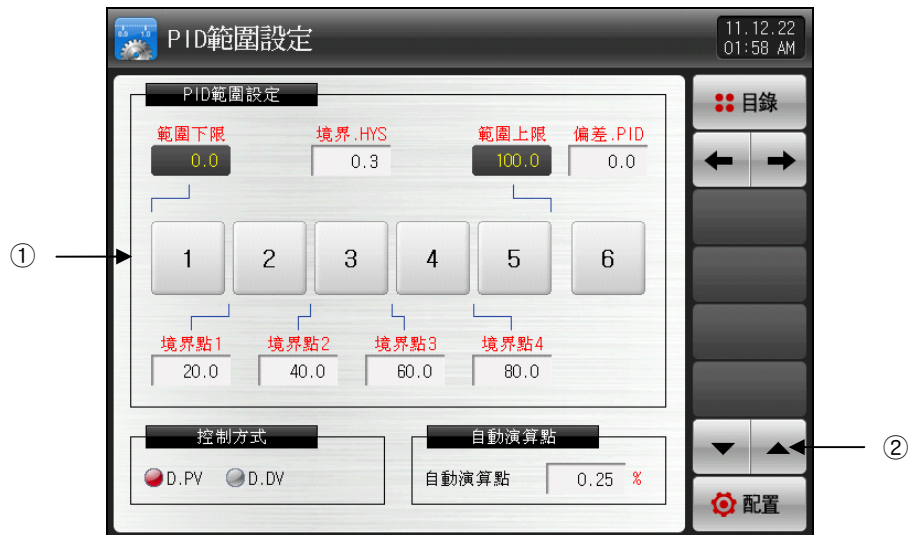 PID範圍設定
11.12.22
01:58 AM
PID範圍設定
範圍下限 境界.HYS 範圍上限 偏差.PID
0.0 0.3 100.0 0.0
1 2 3 4 5 6
境界點1 境界點2 境界點3 境界點4
20.0 40.0 60.0 80.0
控制方式
D.PV D.DV
自動演算點
自動演算點 0.25 %
目錄
配置
①
②